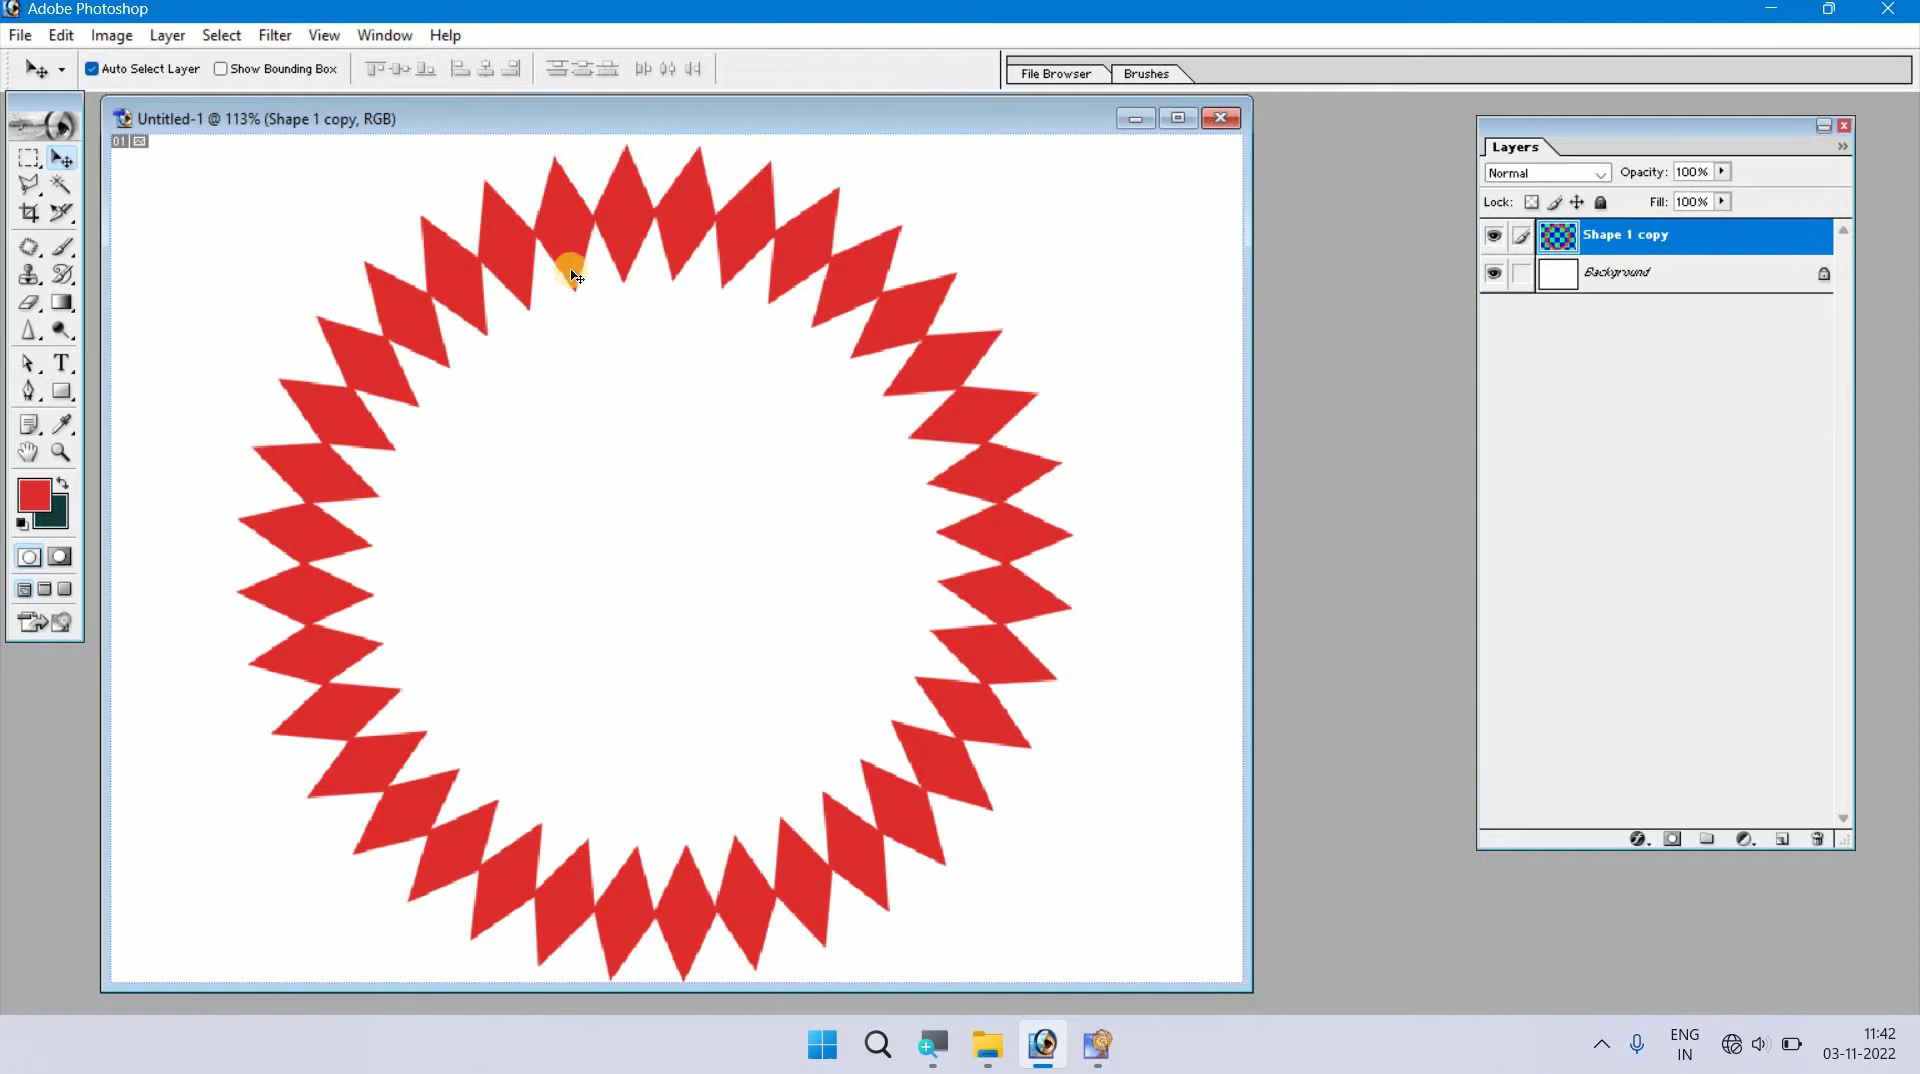 Adobe Photoshop
File Edit Image Layer Select Filter View Window Help
Auto Select Layer Show Bounding Box File Browser Brushes
Untitled-1 @ 113% (Shape 1 copy, RGB)
01
Layers
Normal Opacity: 100%
Lock: Fill: 100%
Shape 1 copy
Background
T
ENG
IN
11:42
03-11-2022